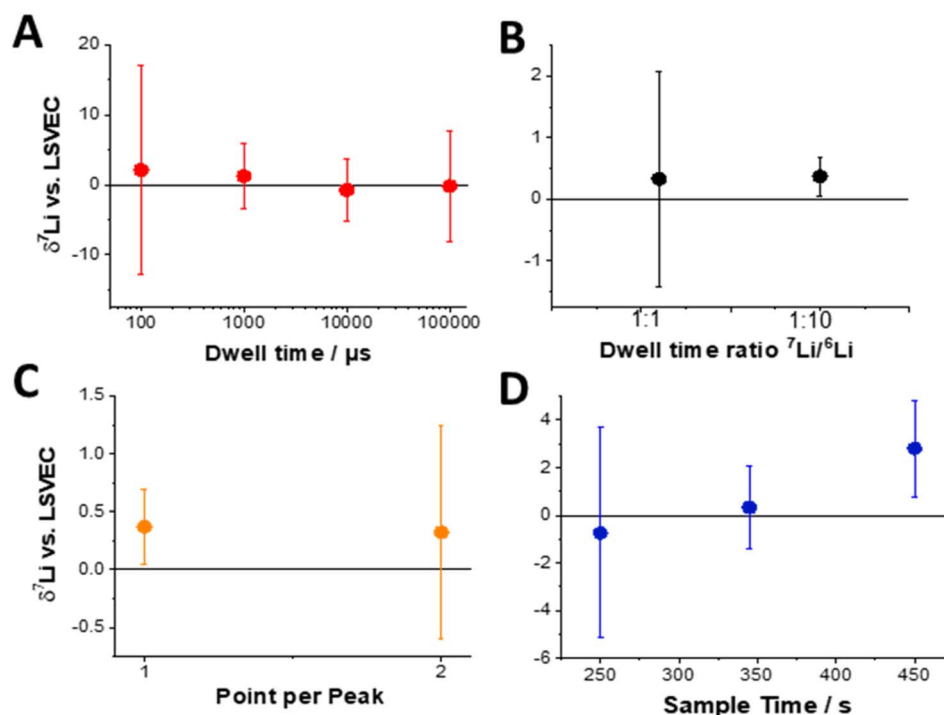 A
δ⁷Li vs. LSVEC
20
10
0
-10
100 1000 10000 100000
Dwell time / µs
B
2
1
0
-1
1:1 1:10
Dwell time ratio ⁷Li/⁶Li
C
δ⁷Li vs. LSVEC
1.5
1.0
0.5
0.0
-0.5
1 2
Point per Peak
D
4
2
0
-2
-4
-6
250 300 350 400 450
Sample Time / s